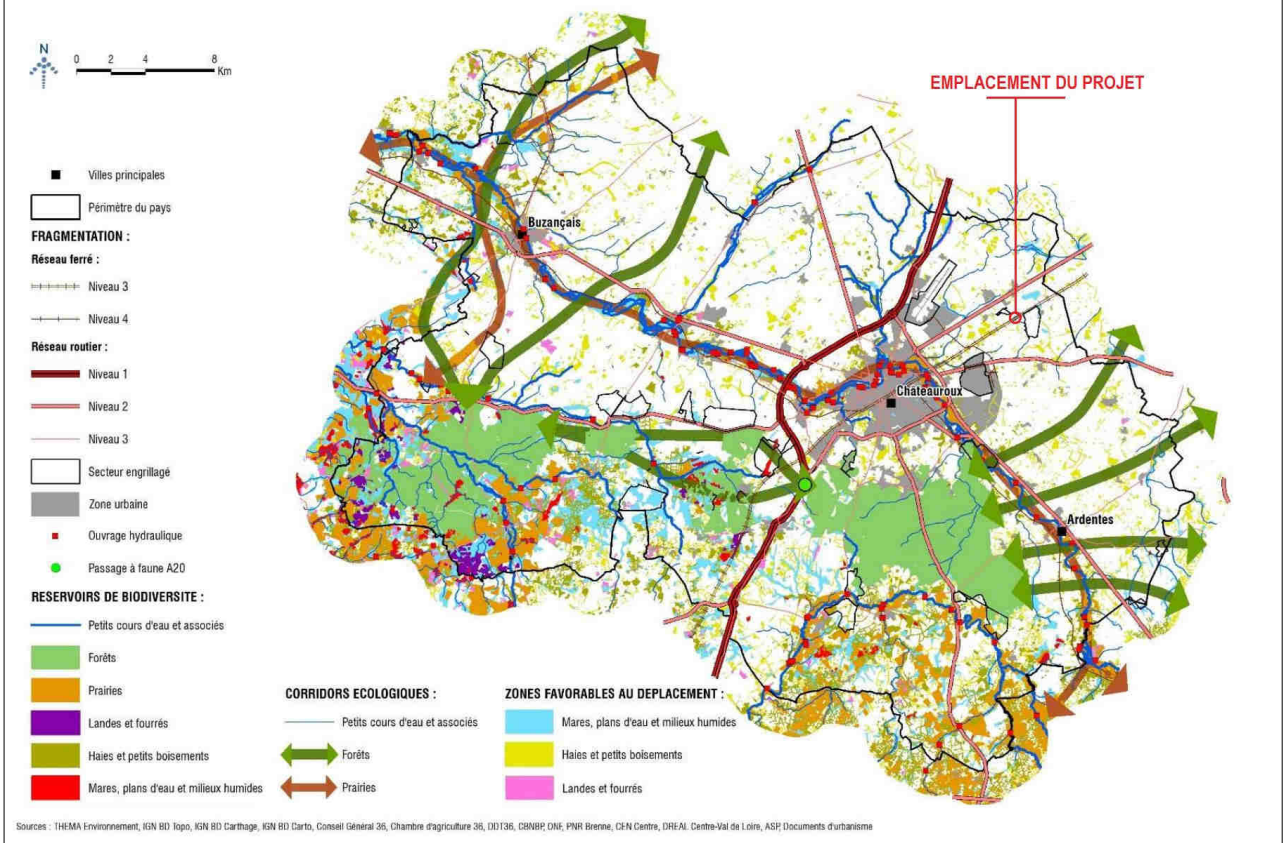 N
0 2 4 8
Km
EMPLACEMENT DU PROJET
Villes principales
Périmètre du pays
FRAGMENTATION :
Réseau ferré :
Niveau 3
Niveau 4
Réseau routier :
Niveau 1
Niveau 2
Niveau 3
Secteur engrillagé
Zone urbaine
Ouvrage hydraulique
Passage à faune A20
RESERVOIRS DE BIODIVERSITE :
Petits cours d'eau et associés
Forêts
Prairies
Landes et fourrés
Haies et petits boisements
Mares, plans d'eau et milieux humides
CORRIDORS ECOLOGIQUES :
Petits cours d'eau et associés
Forêts
Prairies
ZONES FAVORABLES AU DEPLACEMENT :
Mares, plans d'eau et milieux humides
Haies et petits boisements
Landes et fourrés
Buzançais
Châteauroux
Ardentes
Sources : THEMA Environnement, IGN BD Topo, IGN BD Carthage, IGN BD Carto, Conseil Général 36, Chambre d'agriculture 36, DDT36, CBNBP, ONF, PNR Brenne, CEN Centre, DREAL Centre-Val de Loire, ASP, Documents d'urbanisme